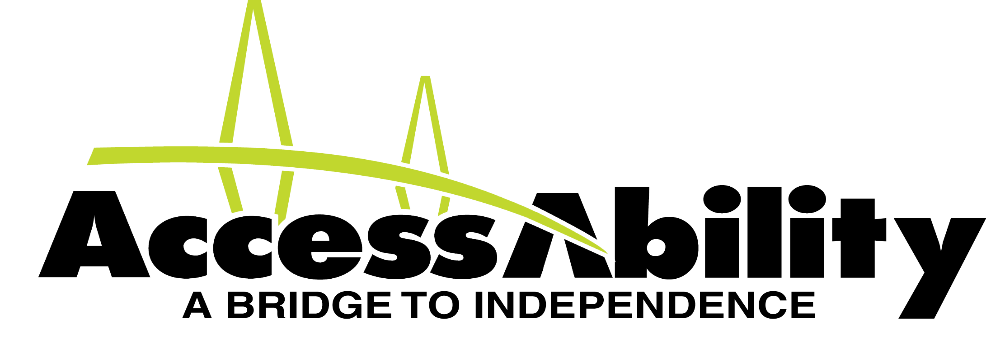 AccessAbility
A BRIDGE TO INDEPENDENCE